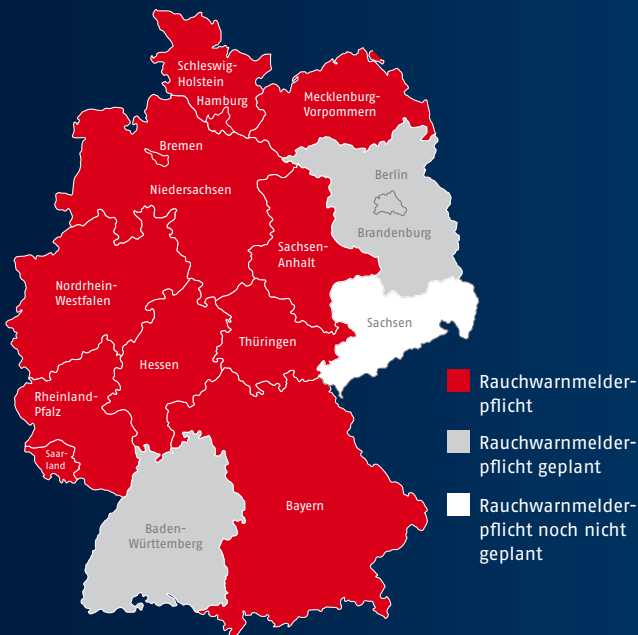 Schleswig-
Holstein
Hamburg
Mecklenburg-
Vorpommern
Bremen
Niedersachsen
Berlin
Brandenburg
Sachsen-
Anhalt
Nordrhein-
Westfalen
Sachsen
Thüringen
Hessen
Rheinland-
Pfalz
Saar-
land
Bayern
Baden-
Württemberg
Rauchwarnmelder-
pflicht
Rauchwarnmelder-
pflicht geplant
Rauchwarnmelder-
pflicht noch nicht
geplant